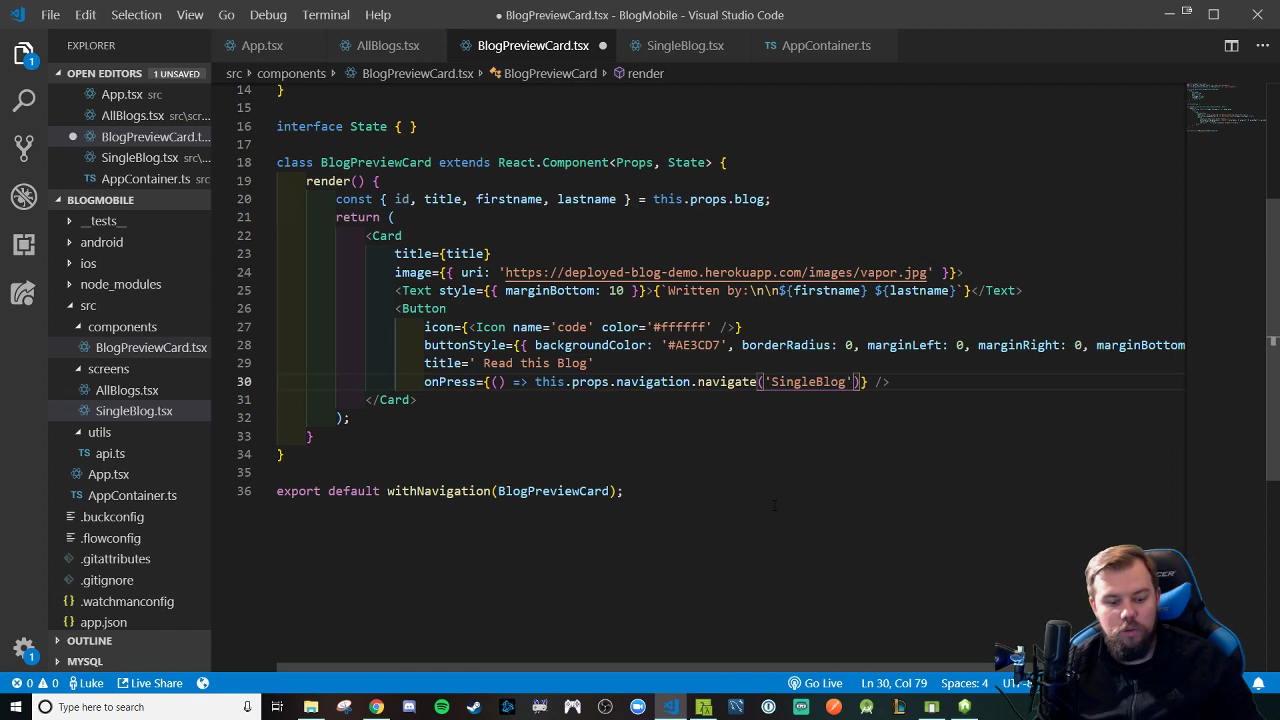 File Edit Selection View Go Debug Terminal Help
● BlogPreviewCard.tsx - BlogMobile - Visual Studio Code
EXPLORER
App.tsx AllBlogs.tsx BlogPreviewCard.tsx ● SingleBlog.tsx TS AppContainer.ts
src › components › BlogPreviewCard.tsx › BlogPreviewCard › render
OPEN EDITORS 1 UNSAVED
App.tsx src
AllBlogs.tsx src\scr...
BlogPreviewCard.t...
SingleBlog.tsx src\...
TS AppContainer.ts src
BLOGMOBILE
__tests__
android
ios
node_modules
src
components
BlogPreviewCard.tsx
screens
AllBlogs.tsx
SingleBlog.tsx
utils
TS api.ts
App.tsx
TS AppContainer.ts
.buckconfig
.flowconfig
.gitattributes
.gitignore
.watchmanconfig
{} app.json
OUTLINE
MYSQL
14 }
15
16 interface State { }
17
18 class BlogPreviewCard extends React.Component<Props, State> {
19 render() {
20 const { id, title, firstname, lastname } = this.props.blog;
21 return (
22 <Card
23 title={title}
24 image={{ uri: 'https://deployed-blog-demo.herokuapp.com/images/vapor.jpg' }}>
25 <Text style={{ marginBottom: 10 }}>{`Written by:\n\n${firstname} ${lastname}`}</Text>
26 <Button
27 icon={<Icon name='code' color='#ffffff' />}
28 buttonStyle={{ backgroundColor: '#AE3CD7', borderRadius: 0, marginLeft: 0, marginRight: 0, marginBottom
29 title=' Read this Blog'
30 onPress={() => this.props.navigation.navigate('SingleBlog')} />
31 </Card>
32 );
33 }
34 }
35
36 export default withNavigation(BlogPreviewCard);
0 0 Luke Live Share Go Live Ln 30, Col 79 Spaces: 4 UTF-8
Type here to search